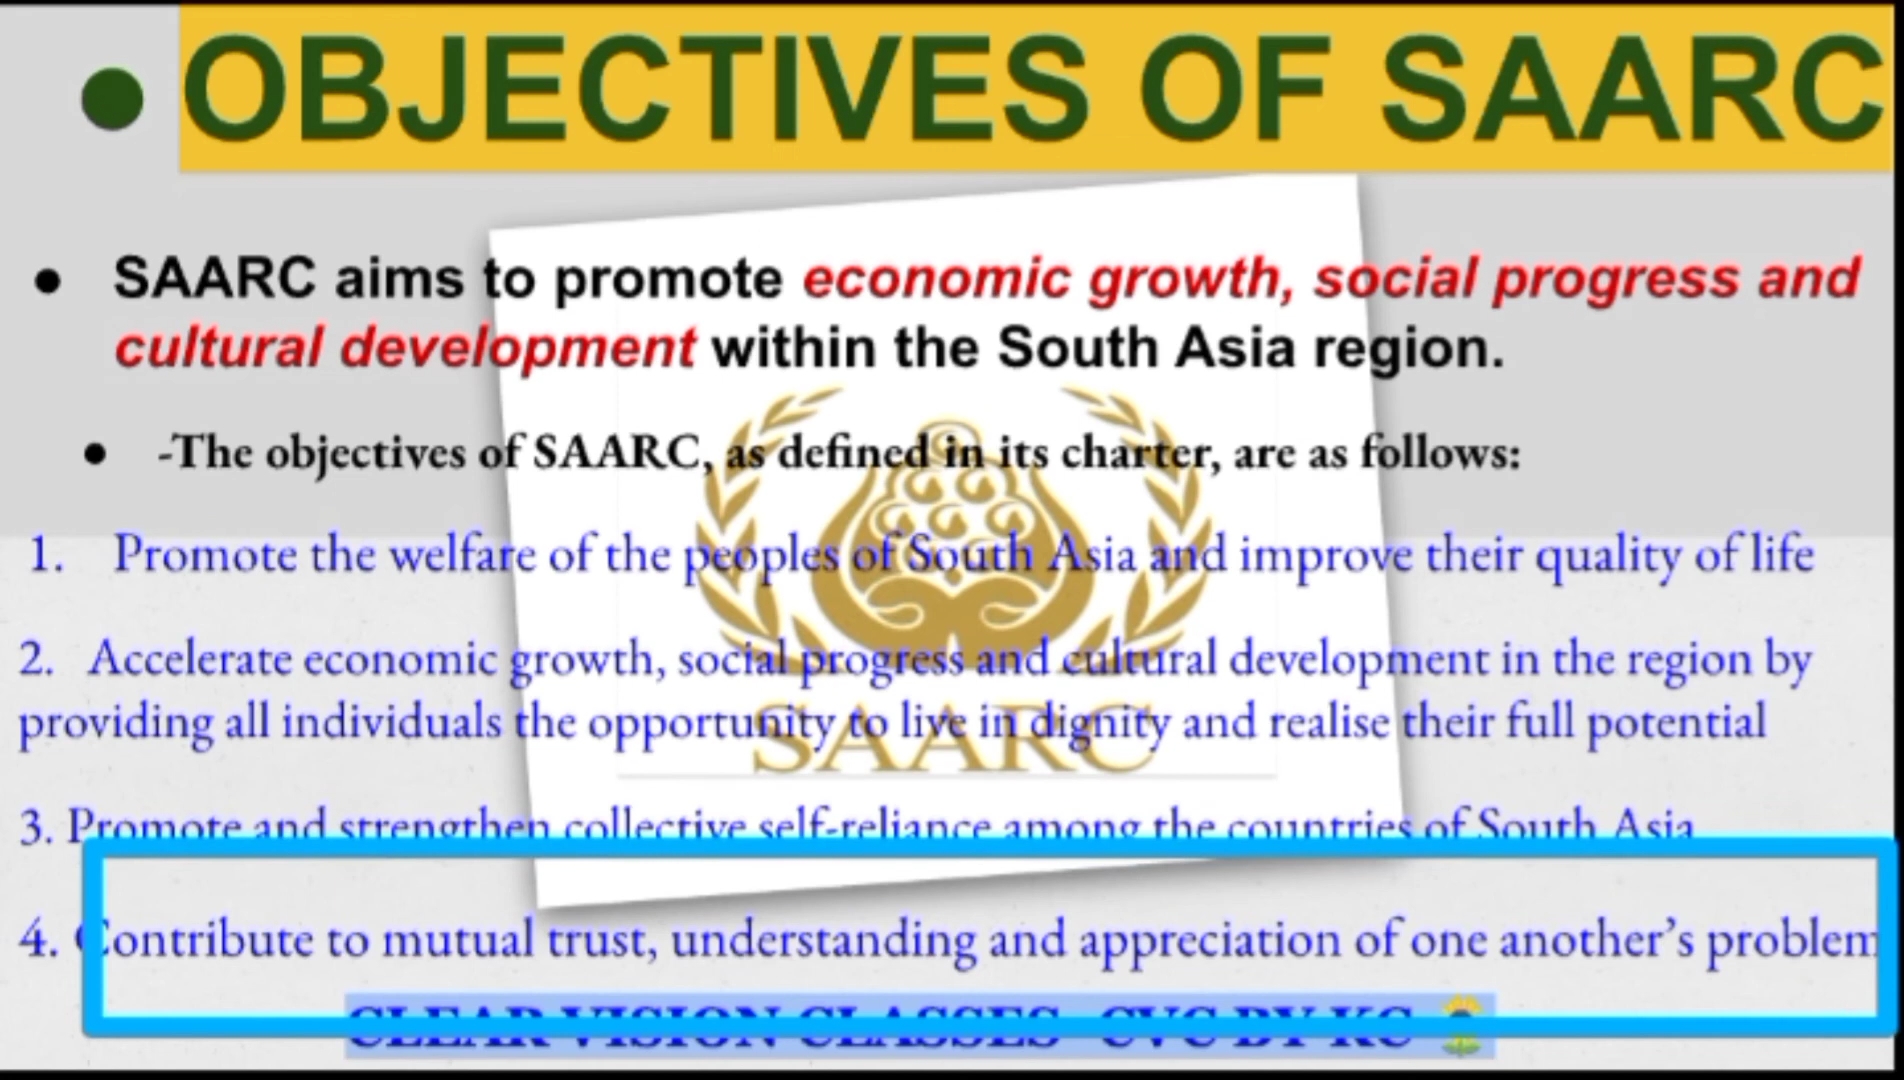 ● OBJECTIVES OF SAARC
● SAARC aims to promote economic growth, social progress and
cultural development within the South Asia region.
● -The objectives of SAARC, as defined in its charter, are as follows:
1. Promote the welfare of the peoples of South Asia and improve their quality of life
2. Accelerate economic growth, social progress and cultural development in the region by
providing all individuals the opportunity to live in dignity and realise their full potential
SAARC
3. Promote and strengthen collective self-reliance among the countries of South Asia
4. Contribute to mutual trust, understanding and appreciation of one another's problem
CLEAR VISION CLASSES - CVC BY KC